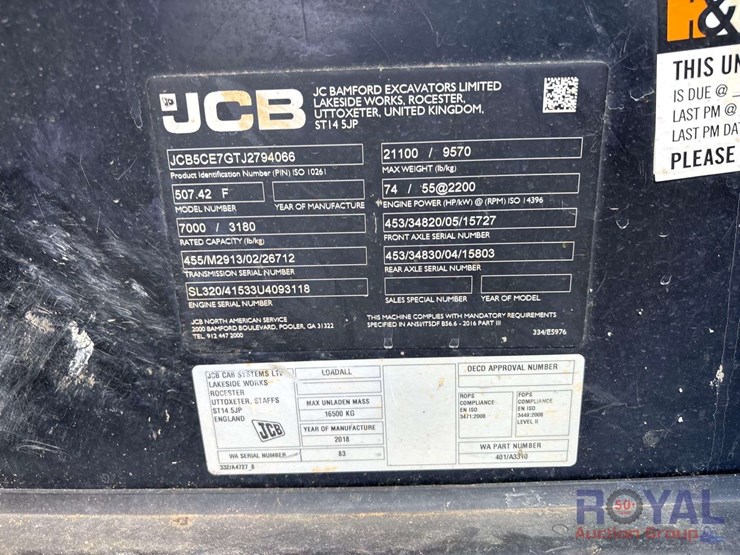 H&
THIS UN
IS DUE @
LAST PM @
LAST PM DAT
PLEASE
JCB
JC BAMFORD EXCAVATORS LIMITED
LAKESIDE WORKS, ROCESTER,
UTTOXETER, UNITED KINGDOM,
ST14 5JP
JCB5CE7GTJ2794066
Product Identification Number (PIN) ISO 10261
21100 / 9570
MAX WEIGHT (lb/kg)
507.42 F
MODEL NUMBER
YEAR OF MANUFACTURE
74 / 55@2200
ENGINE POWER (HP/kW) @ (RPM) ISO 14396
7000 / 3180
RATED CAPACITY (lb/kg)
453/34820/05/15727
FRONT AXLE SERIAL NUMBER
455/M2913/02/26712
TRANSMISSION SERIAL NUMBER
453/34830/04/15803
REAR AXLE SERIAL NUMBER
SL320/41533U4093118
ENGINE SERIAL NUMBER
SALES SPECIAL NUMBER
YEAR OF MODEL
JCB NORTH AMERICAN SERVICE
2000 BAMFORD BOULEVARD, POOLER, GA 31322
TEL. 912 447 2000
THIS MACHINE COMPLIES WITH MANDATORY REQUIREMENTS
SPECIFIED IN ANSI/ITSDF B56.6 - 2016 PART III
334/E5976
JCB CAB SYSTEMS LTD
LAKESIDE WORKS
ROCESTER
UTTOXETER, STAFFS
ST14 5JP
ENGLAND
JCB
LOADALL
MAX UNLADEN MASS
16500 KG
YEAR OF MANUFACTURE
2018
WA SERIAL NUMBER
83
332/A4727_6
OECD APPROVAL NUMBER
ROPS
COMPLIANCE
EN ISO
3471:2008
FOPS
COMPLIANCE
EN ISO
3449:2008
LEVEL II
WA PART NUMBER
401/A3310
ROYAL
50
Auction Group